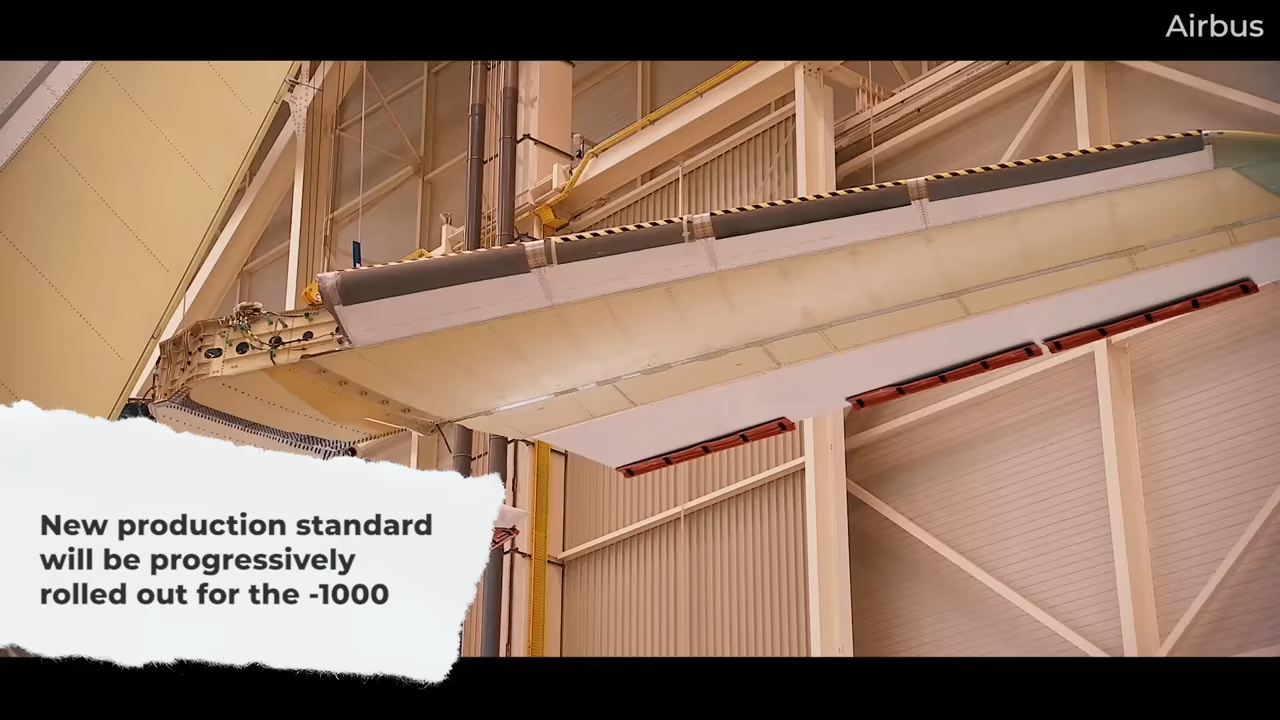 Airbus
New production standard
will be progressively
rolled out for the -1000